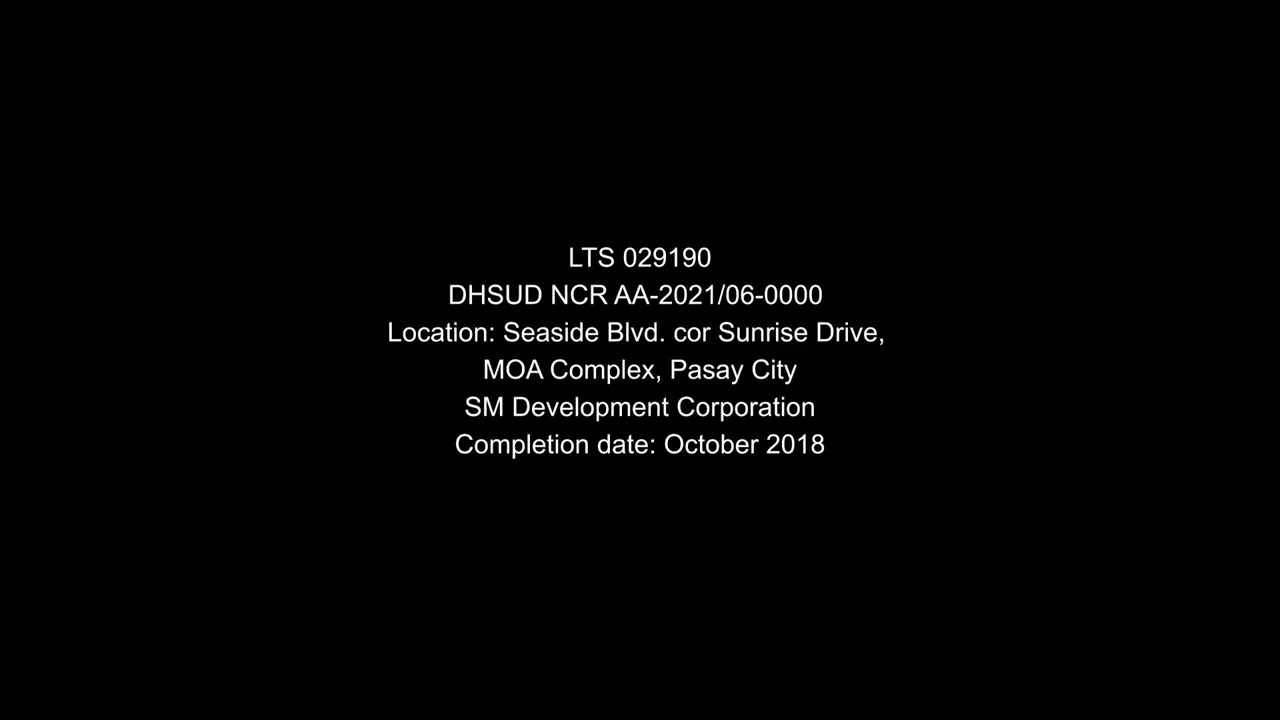 LTS 029190
DHSUD NCR AA-2021/06-0000
Location: Seaside Blvd. cor Sunrise Drive,
MOA Complex, Pasay City
SM Development Corporation
Completion date: October 2018